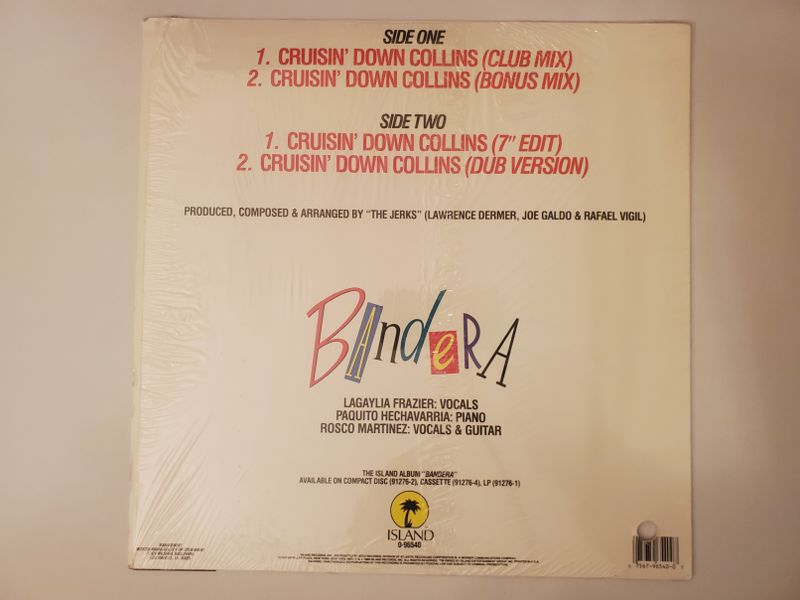 SIDE ONE
1. CRUISIN' DOWN COLLINS (CLUB MIX)
2. CRUISIN' DOWN COLLINS (BONUS MIX)
SIDE TWO
1. CRUISIN' DOWN COLLINS (7" EDIT)
2. CRUISIN' DOWN COLLINS (DUB VERSION)
PRODUCED, COMPOSED & ARRANGED BY "THE JERKS" (LAWRENCE DERMER, JOE GALDO & RAFAEL VIGIL)
BAndeRA
LAGAYLIA FRAZIER: VOCALS
PAQUITO HECHAVARRIA: PIANO
ROSCO MARTINEZ: VOCALS & GUITAR
THE ISLAND ALBUM "BANDERA"
AVAILABLE ON COMPACT DISC (91276-2), CASSETTE (91276-4), LP (91276-1)
ISLAND
0-96540
7567-96540-0